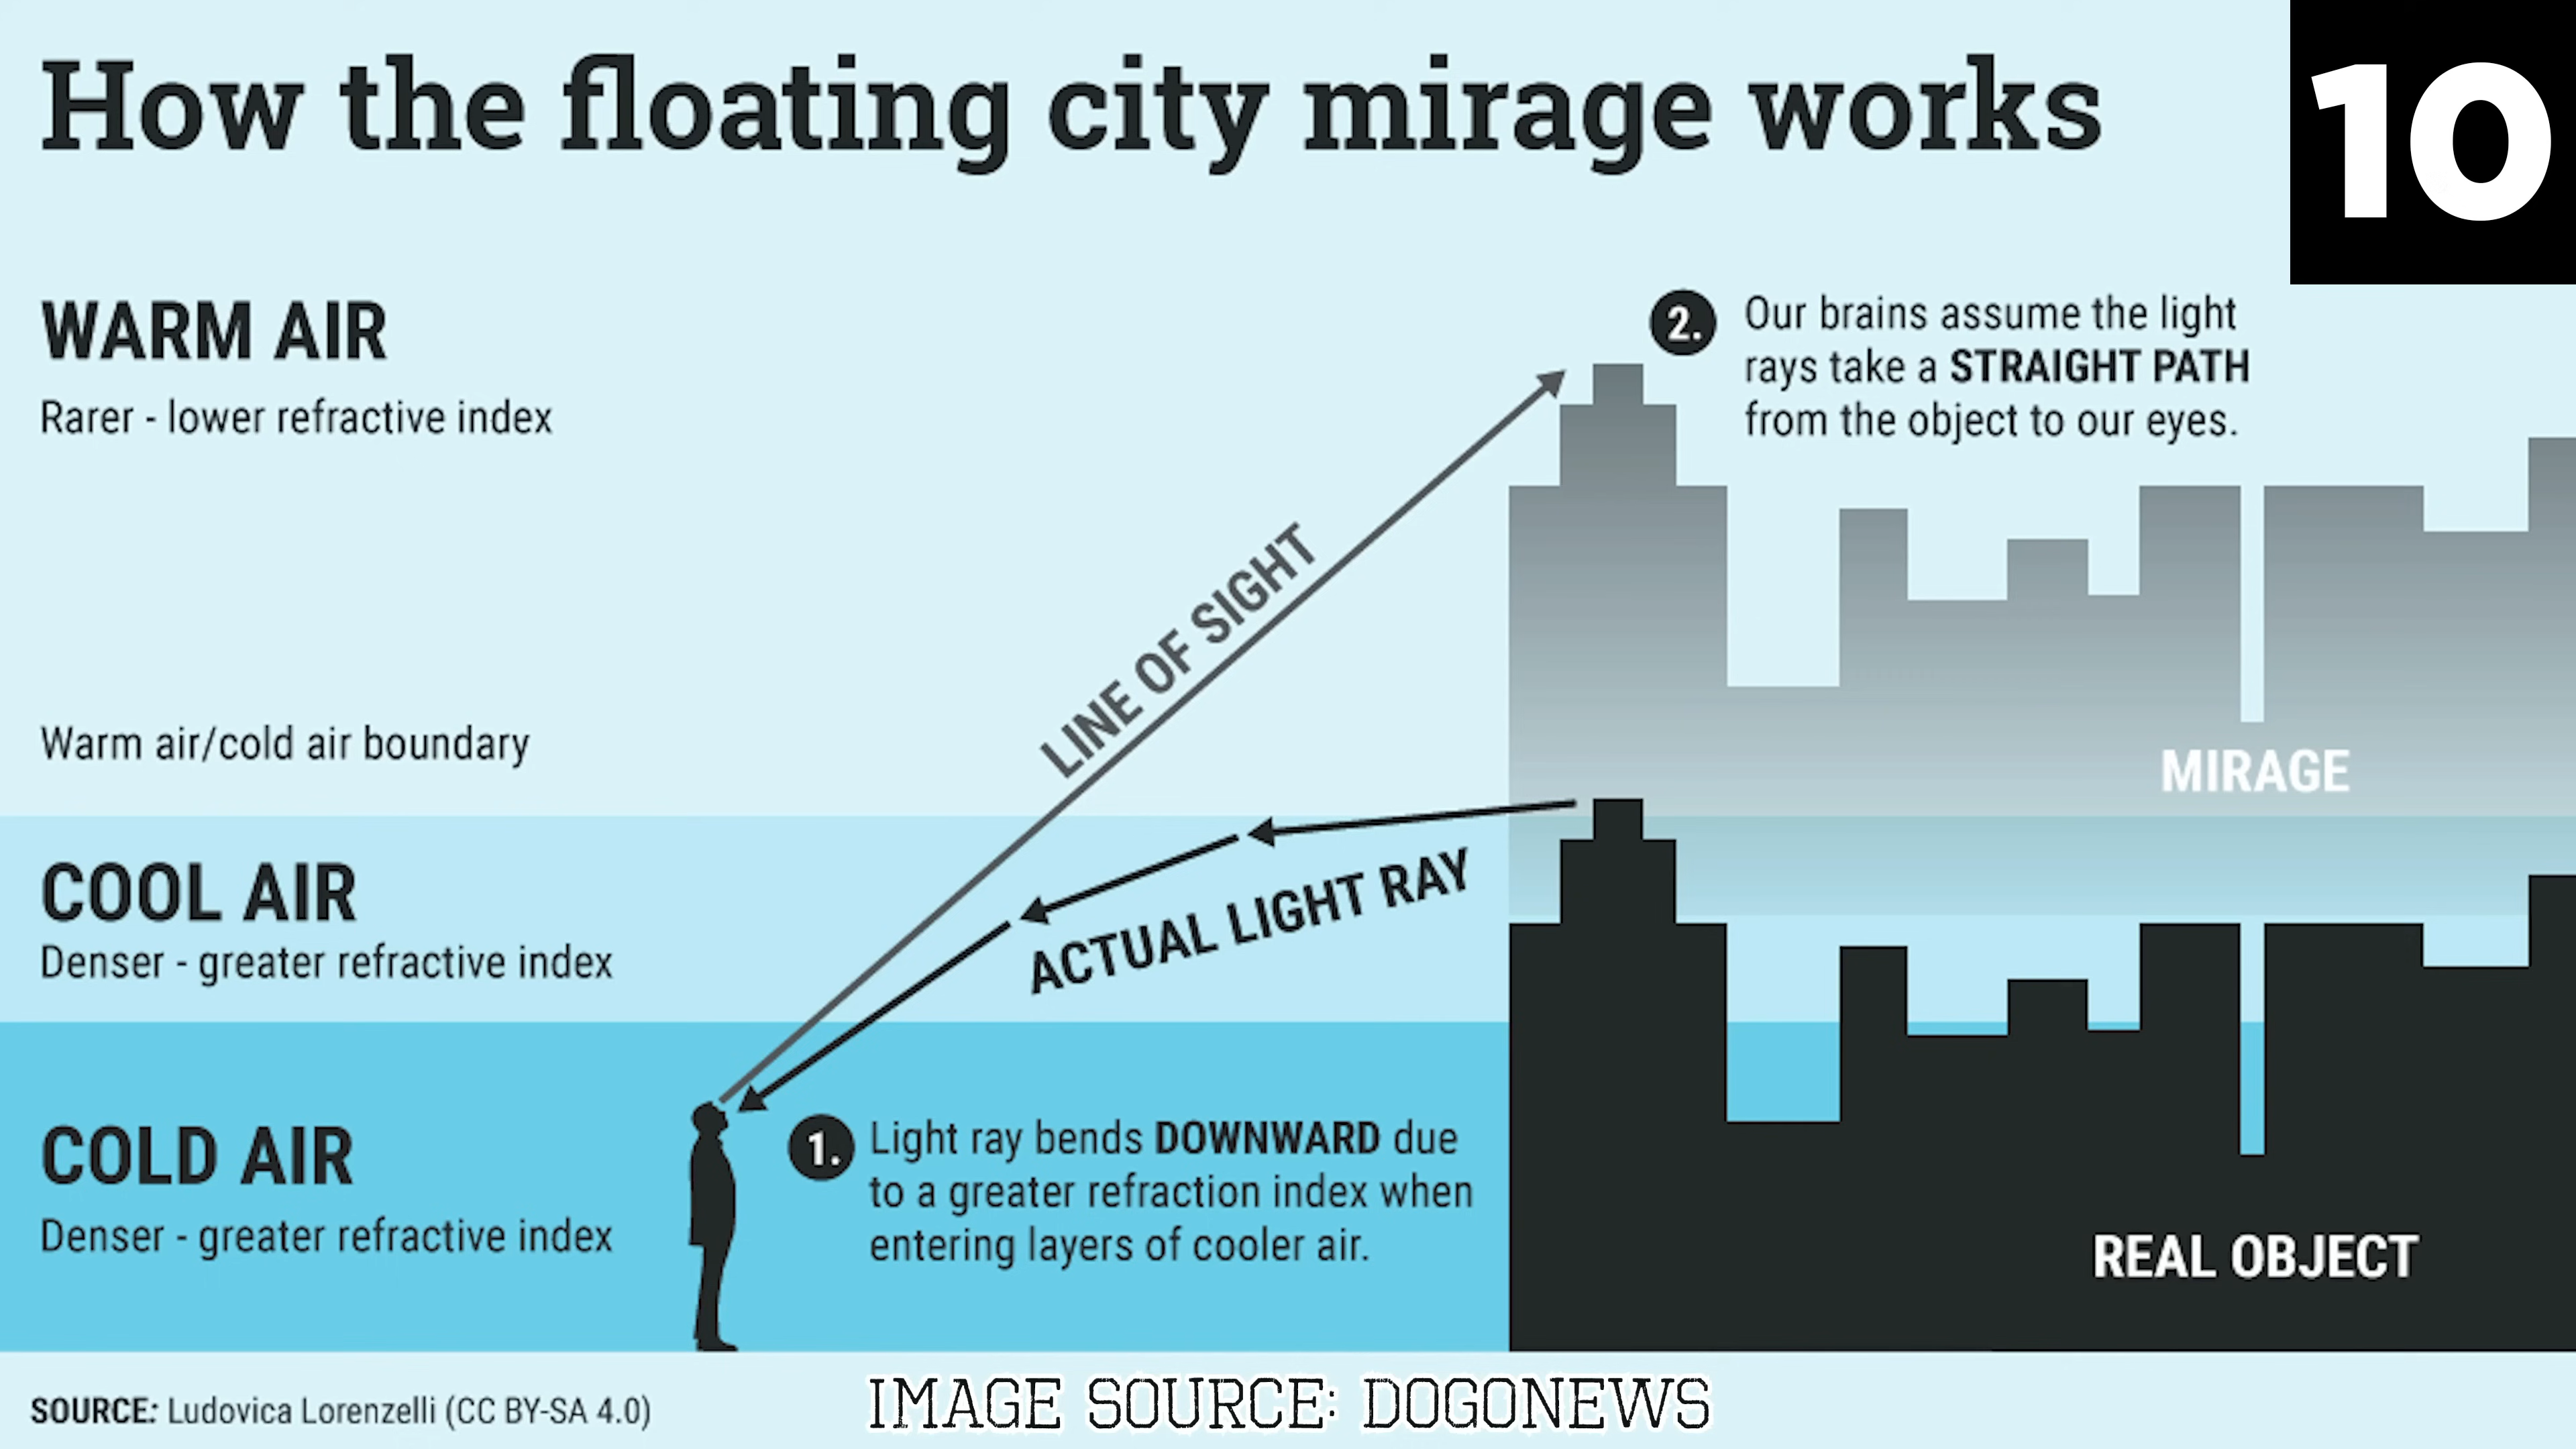 How the floating city mirage works
10
WARM AIR
Rarer - lower refractive index
2.
Our brains assume the light
rays take a STRAIGHT PATH
from the object to our eyes.
LINE OF SIGHT
Warm air/cold air boundary
MIRAGE
COOL AIR
Denser - greater refractive index
ACTUAL LIGHT RAY
COLD AIR
Denser - greater refractive index
1.
Light ray bends DOWNWARD due
to a greater refraction index when
entering layers of cooler air.
REAL OBJECT
SOURCE: Ludovica Lorenzelli (CC BY-SA 4.0)
IMAGE SOURCE: DOGONEWS